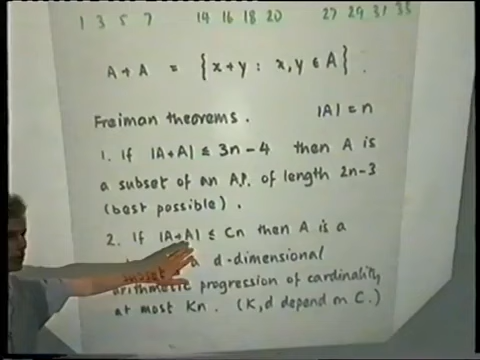 1 3 5 7 14 16 18 20 27 29 31 33
A+A = {x+y : x,y ∈ A}.
Freiman theorems. |A| = n
1. If |A+A| ≤ 3n-4 then A is
a subset of an A.P. of length 2n-3
(best possible).
2. If |A+A| ≤ Cn then A is a
subset d-dimensional
arithmetic progression of cardinality
at most Kn. (K, d depend on C.)